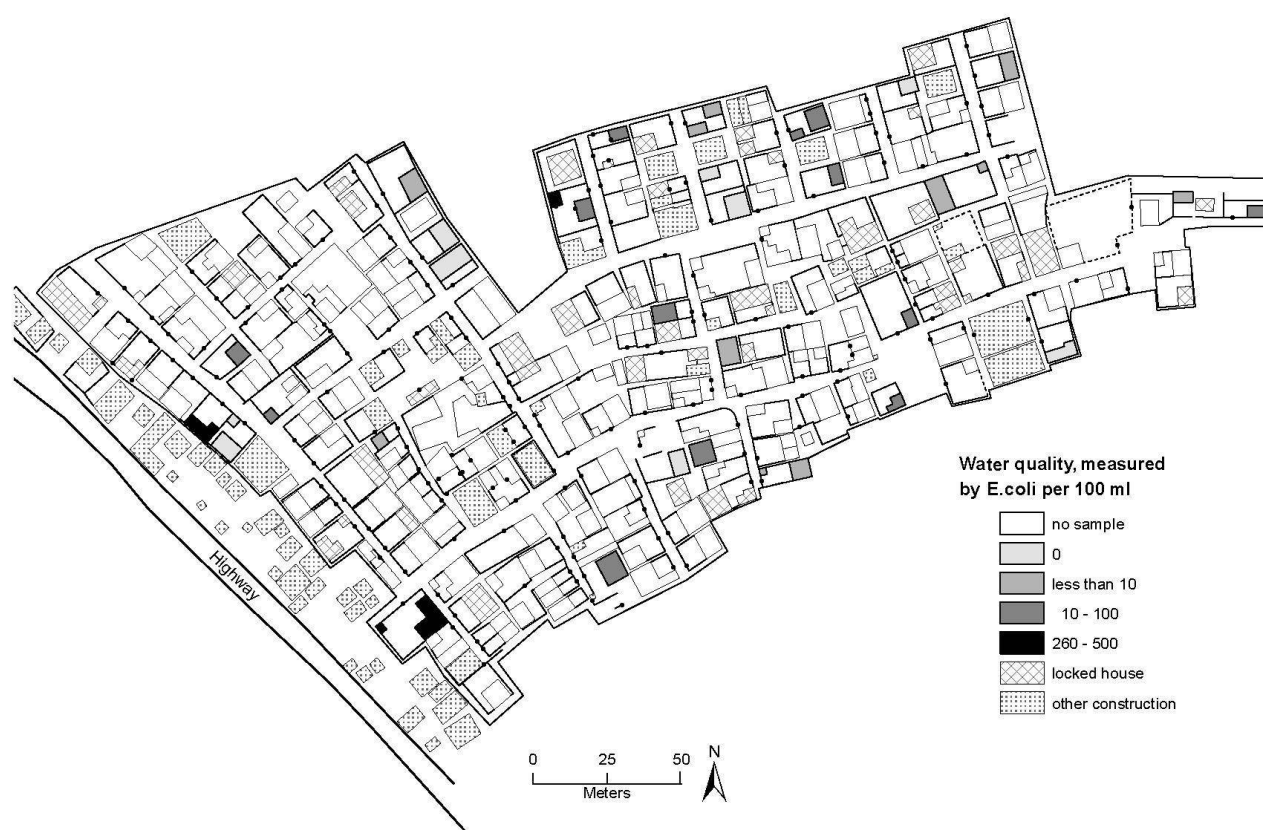 Highway
Water quality, measured
by E.coli per 100 ml
no sample
0
less than 10
10 - 100
260 - 500
locked house
other construction
0 25 50
Meters
N